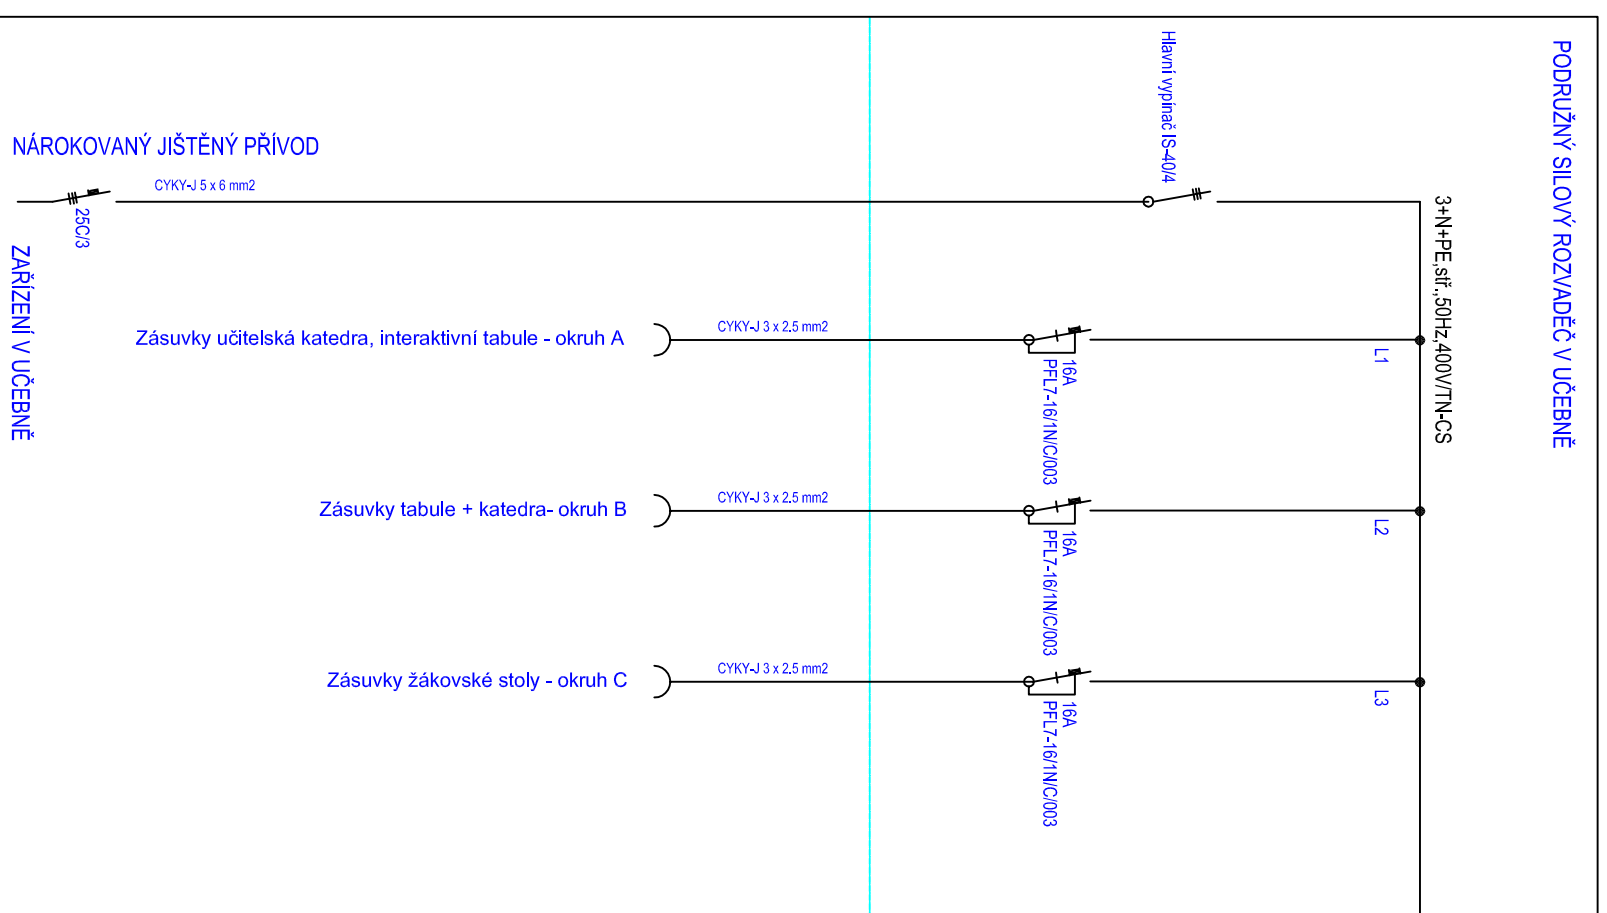 PODRUŽNÝ SILOVÝ ROZVADĚČ V UČEBNĚ
Hlavní vypínač IS-40/4
3+N+PE,stř.,50Hz,400V/TN-CS
NÁROKOVANÝ JIŠTĚNÝ PŘÍVOD
CYKY-J 5 x 6 mm2
25C/3
ZAŘÍZENÍ V UČEBNĚ
Zásuvky učitelská katedra, interaktivní tabule - okruh A
CYKY-J 3 x 2.5 mm2
16A
PFL7-16/1N/C/003
L1
Zásuvky tabule + katedra- okruh B
CYKY-J 3 x 2.5 mm2
16A
PFL7-16/1N/C/003
L2
Zásuvky žákovské stoly - okruh C
CYKY-J 3 x 2.5 mm2
16A
PFL7-16/1N/C/003
L3